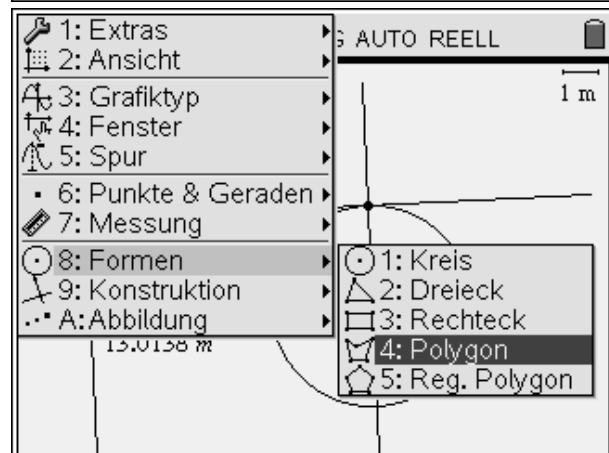 1: Extras
G AUTO REELL
2: Ansicht
1 m
3: Grafiktyp
4: Fenster
5: Spur
6: Punkte & Geraden
7: Messung
8: Formen
9: Konstruktion
A:Abbildung
1: Kreis
2: Dreieck
3: Rechteck
4: Polygon
5: Reg. Polygon
13.0138 m